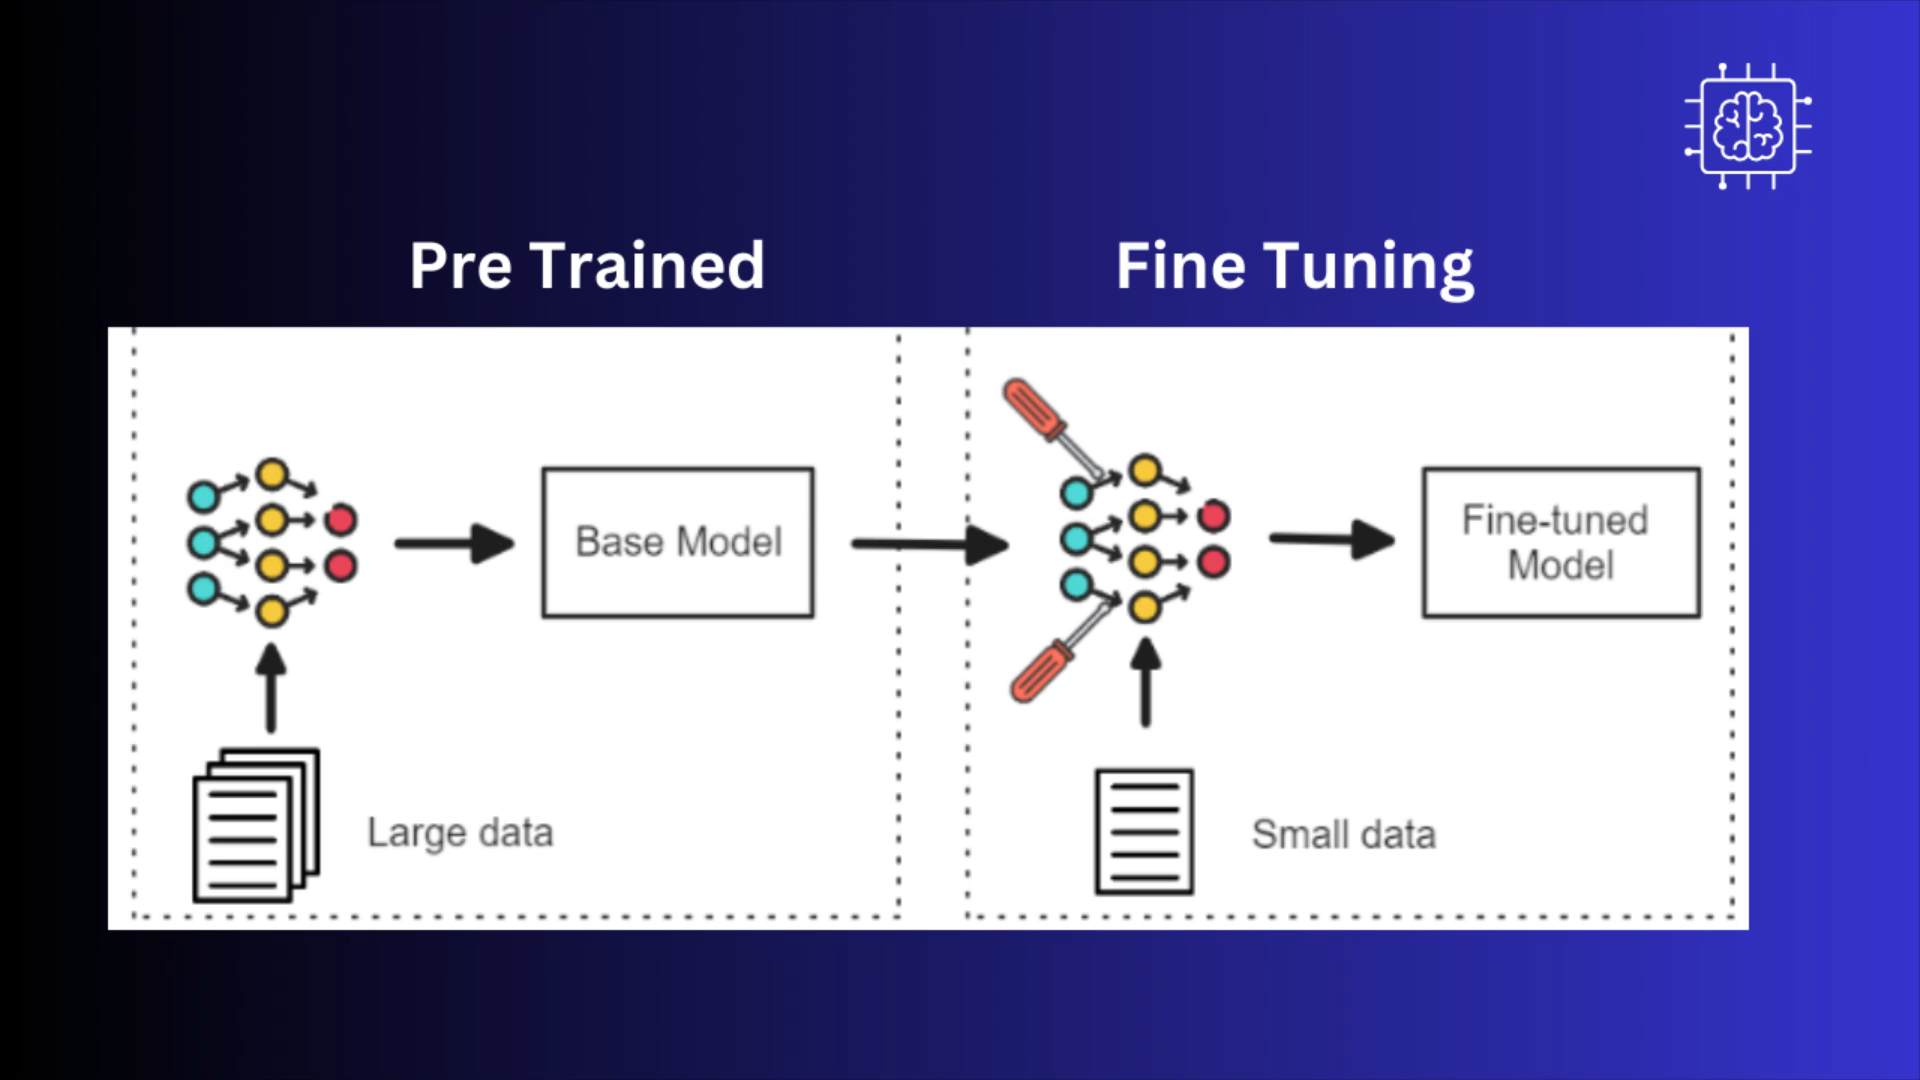 Pre Trained
Fine Tuning
Base Model
Fine-tuned
Model
Large data
Small data